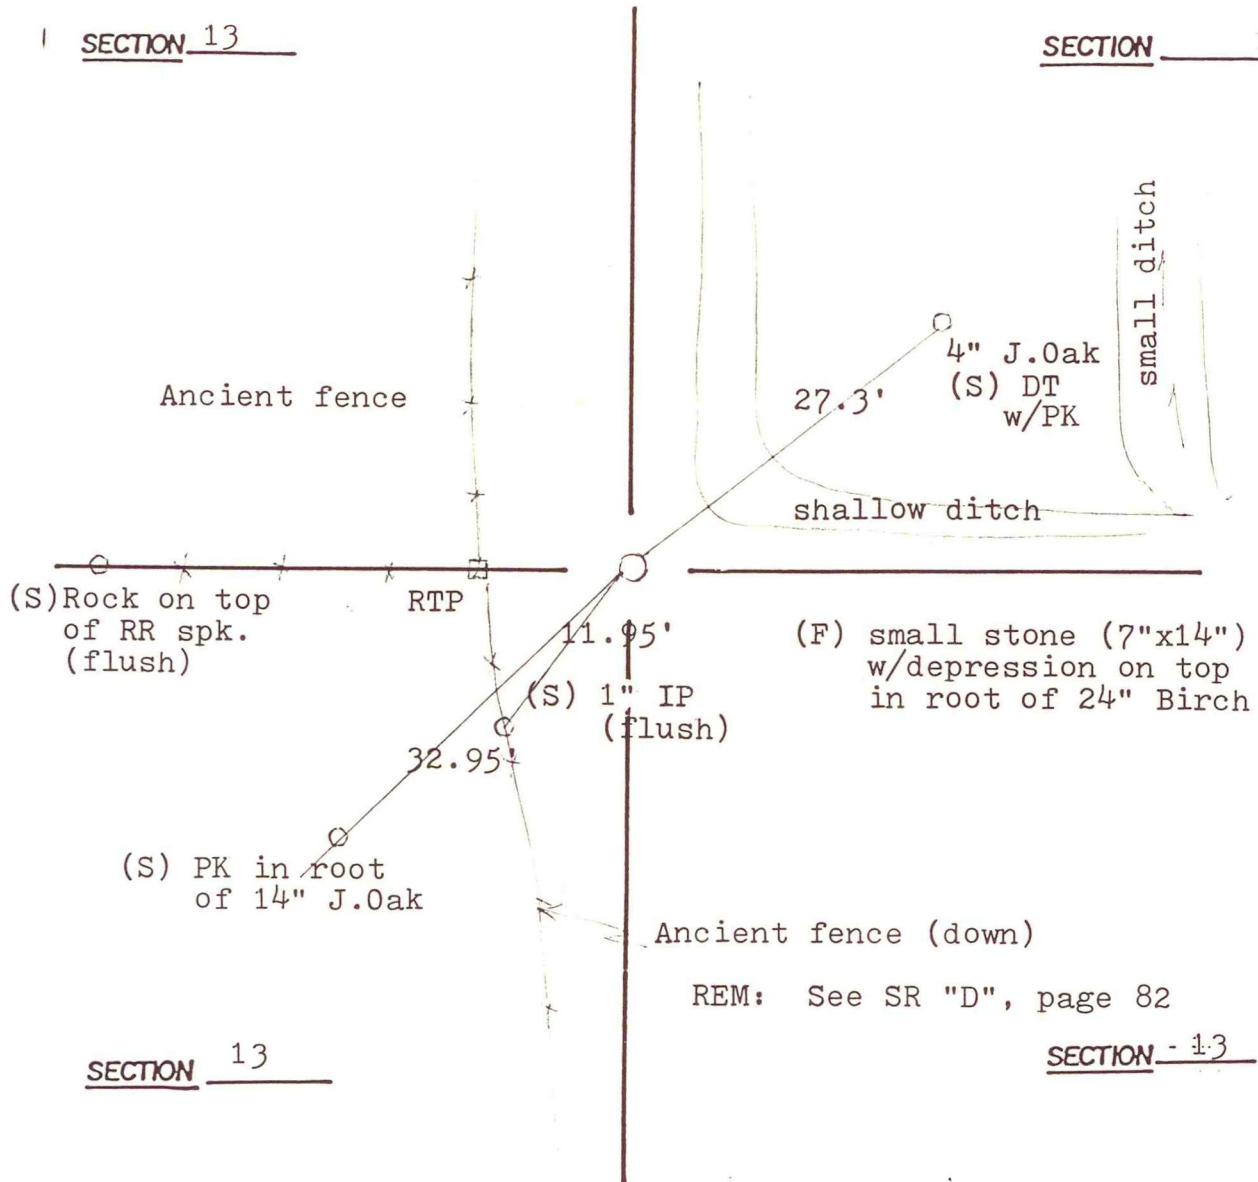 SECTION 13
SECTION
small ditch
4" J.Oak
(S) DT
w/PK
27.3'
Ancient fence
shallow ditch
(S)Rock on top
of RR spk.
(flush)
RTP
11.95'
(F) small stone (7"x14")
w/depression on top
in root of 24" Birch
(S) 1" IP
(flush)
32.95'
(S) PK in root
of 14" J.Oak
Ancient fence (down)
REM: See SR "D", page 82
SECTION 13
SECTION - 13